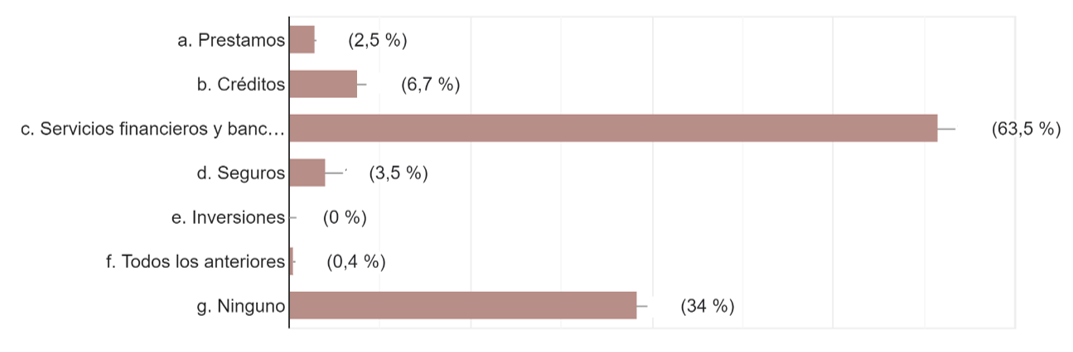 a. Prestamos (2,5 %)
b. Créditos (6,7 %)
c. Servicios financieros y banc… (63,5 %)
d. Seguros (3,5 %)
e. Inversiones (0 %)
f. Todos los anteriores (0,4 %)
g. Ninguno (34 %)